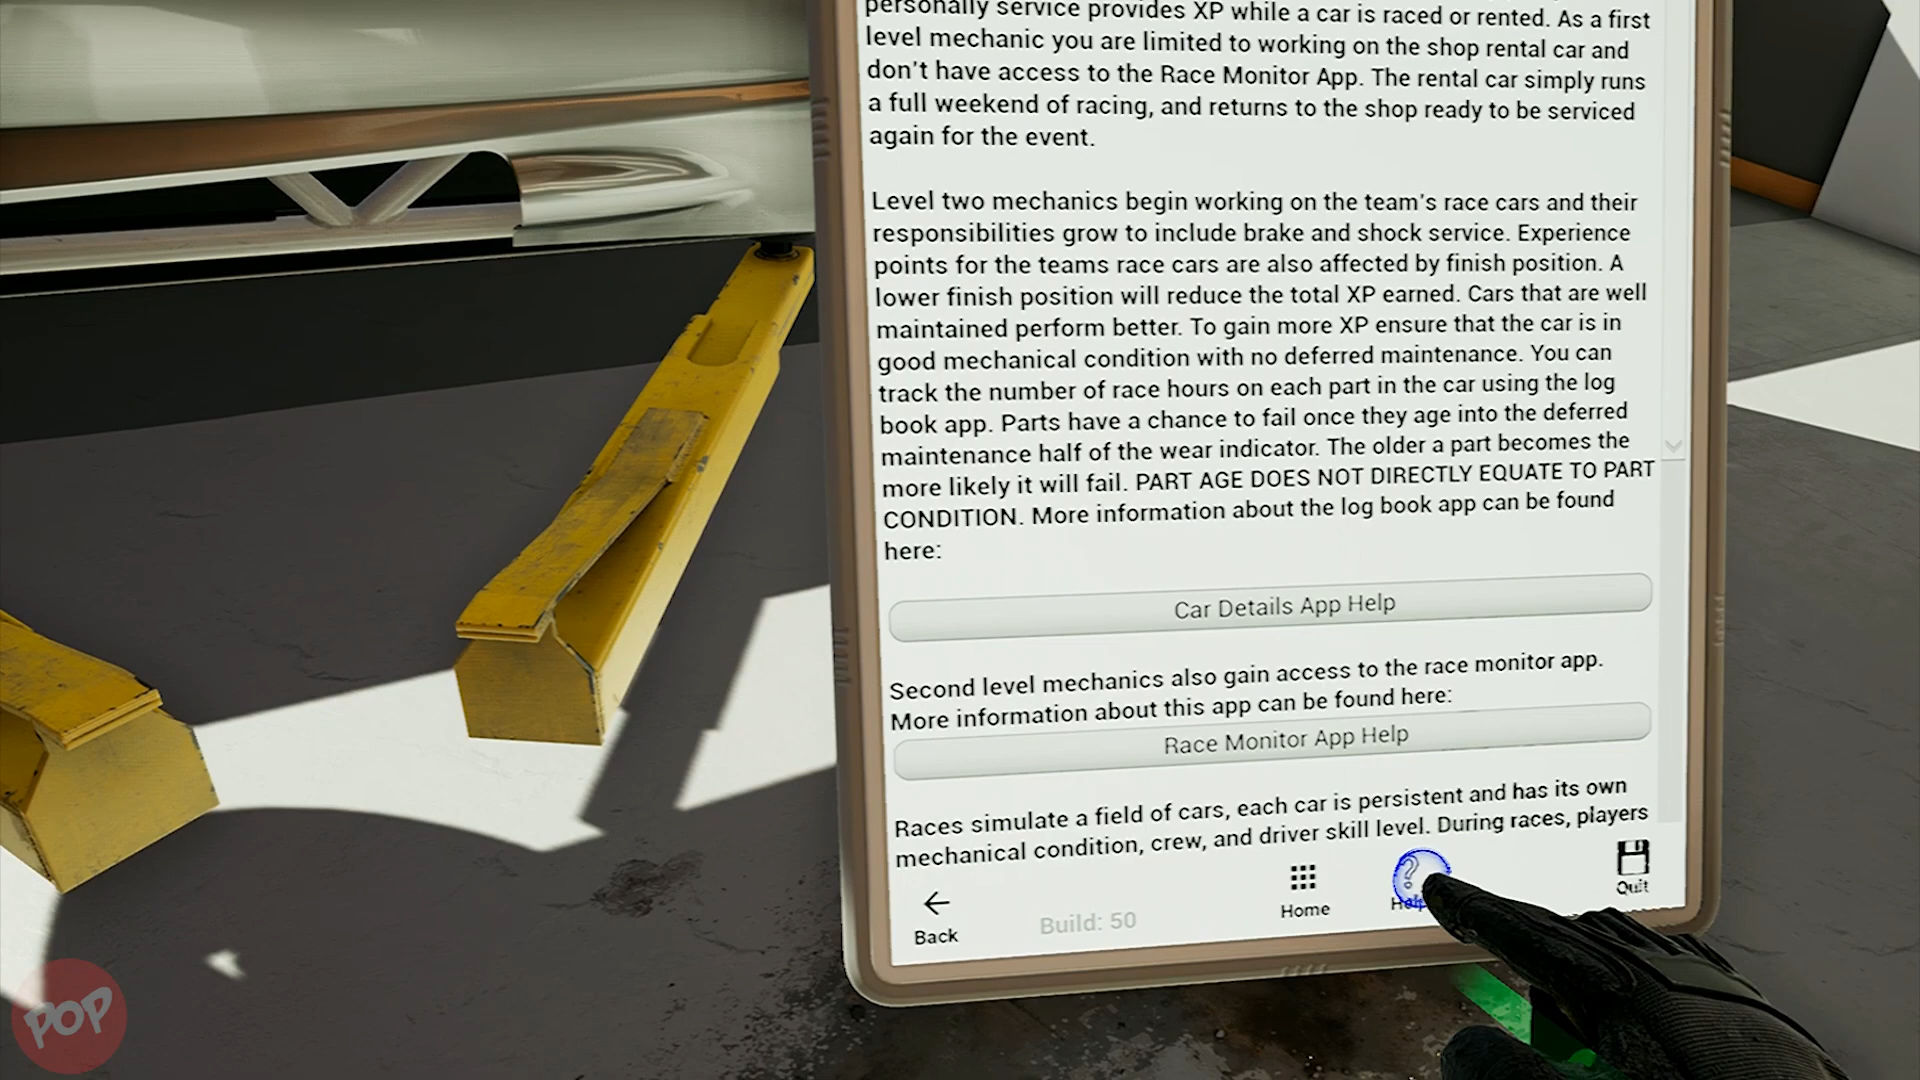 personally service provides XP while a car is raced or rented. As a first
level mechanic you are limited to working on the shop rental car and
don't have access to the Race Monitor App. The rental car simply runs
a full weekend of racing, and returns to the shop ready to be serviced
again for the event.
Level two mechanics begin working on the team's race cars and their
responsibilities grow to include brake and shock service. Experience
points for the teams race cars are also affected by finish position. A
lower finish position will reduce the total XP earned. Cars that are well
maintained perform better. To gain more XP ensure that the car is in
good mechanical condition with no deferred maintenance. You can
track the number of race hours on each part in the car using the log
book app. Parts have a chance to fail once they age into the deferred
maintenance half of the wear indicator. The older a part becomes the
more likely it will fail. PART AGE DOES NOT DIRECTLY EQUATE TO PART
CONDITION. More information about the log book app can be found
here:
Car Details App Help
Second level mechanics also gain access to the race monitor app.
More information about this app can be found here:
Race Monitor App Help
Races simulate a field of cars, each car is persistent and has its own
mechanical condition, crew, and driver skill level. During races, players
Back
Build: 50
Home
Help
Quit
POP